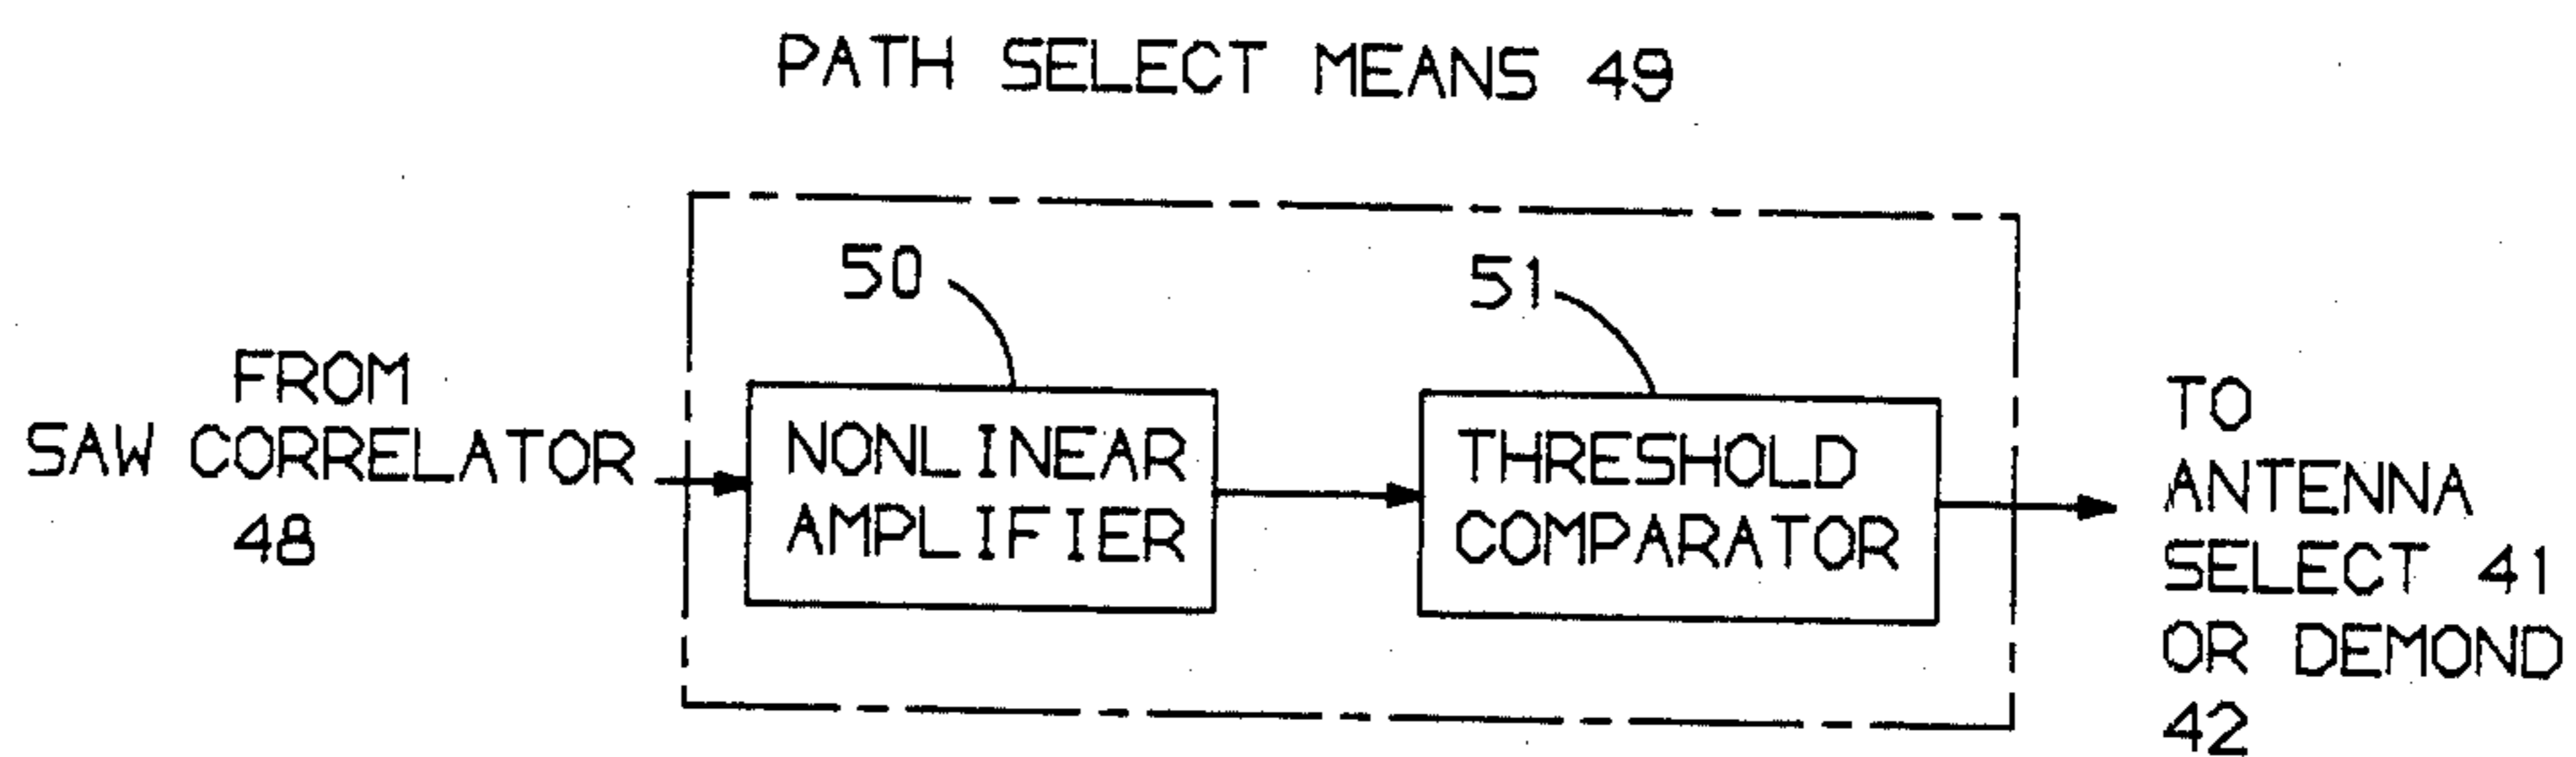 PATH SELECT MEANS 49
50
51
FROM
SAW CORRELATOR
48
NONLINEAR
AMPLIFIER
THRESHOLD
COMPARATOR
TO
ANTENNA
SELECT 41
OR DEMOND
42